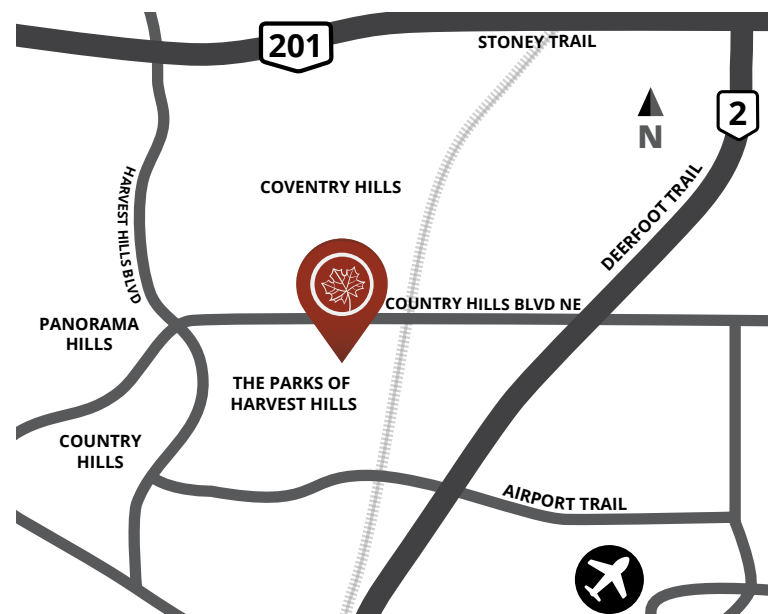 201
STONEY TRAIL
2
N
COVENTRY HILLS
HARVEST HILLS BLVD
DEERFOOT TRAIL
COUNTRY HILLS BLVD NE
PANORAMA
HILLS
THE PARKS OF
HARVEST HILLS
COUNTRY
HILLS
AIRPORT TRAIL